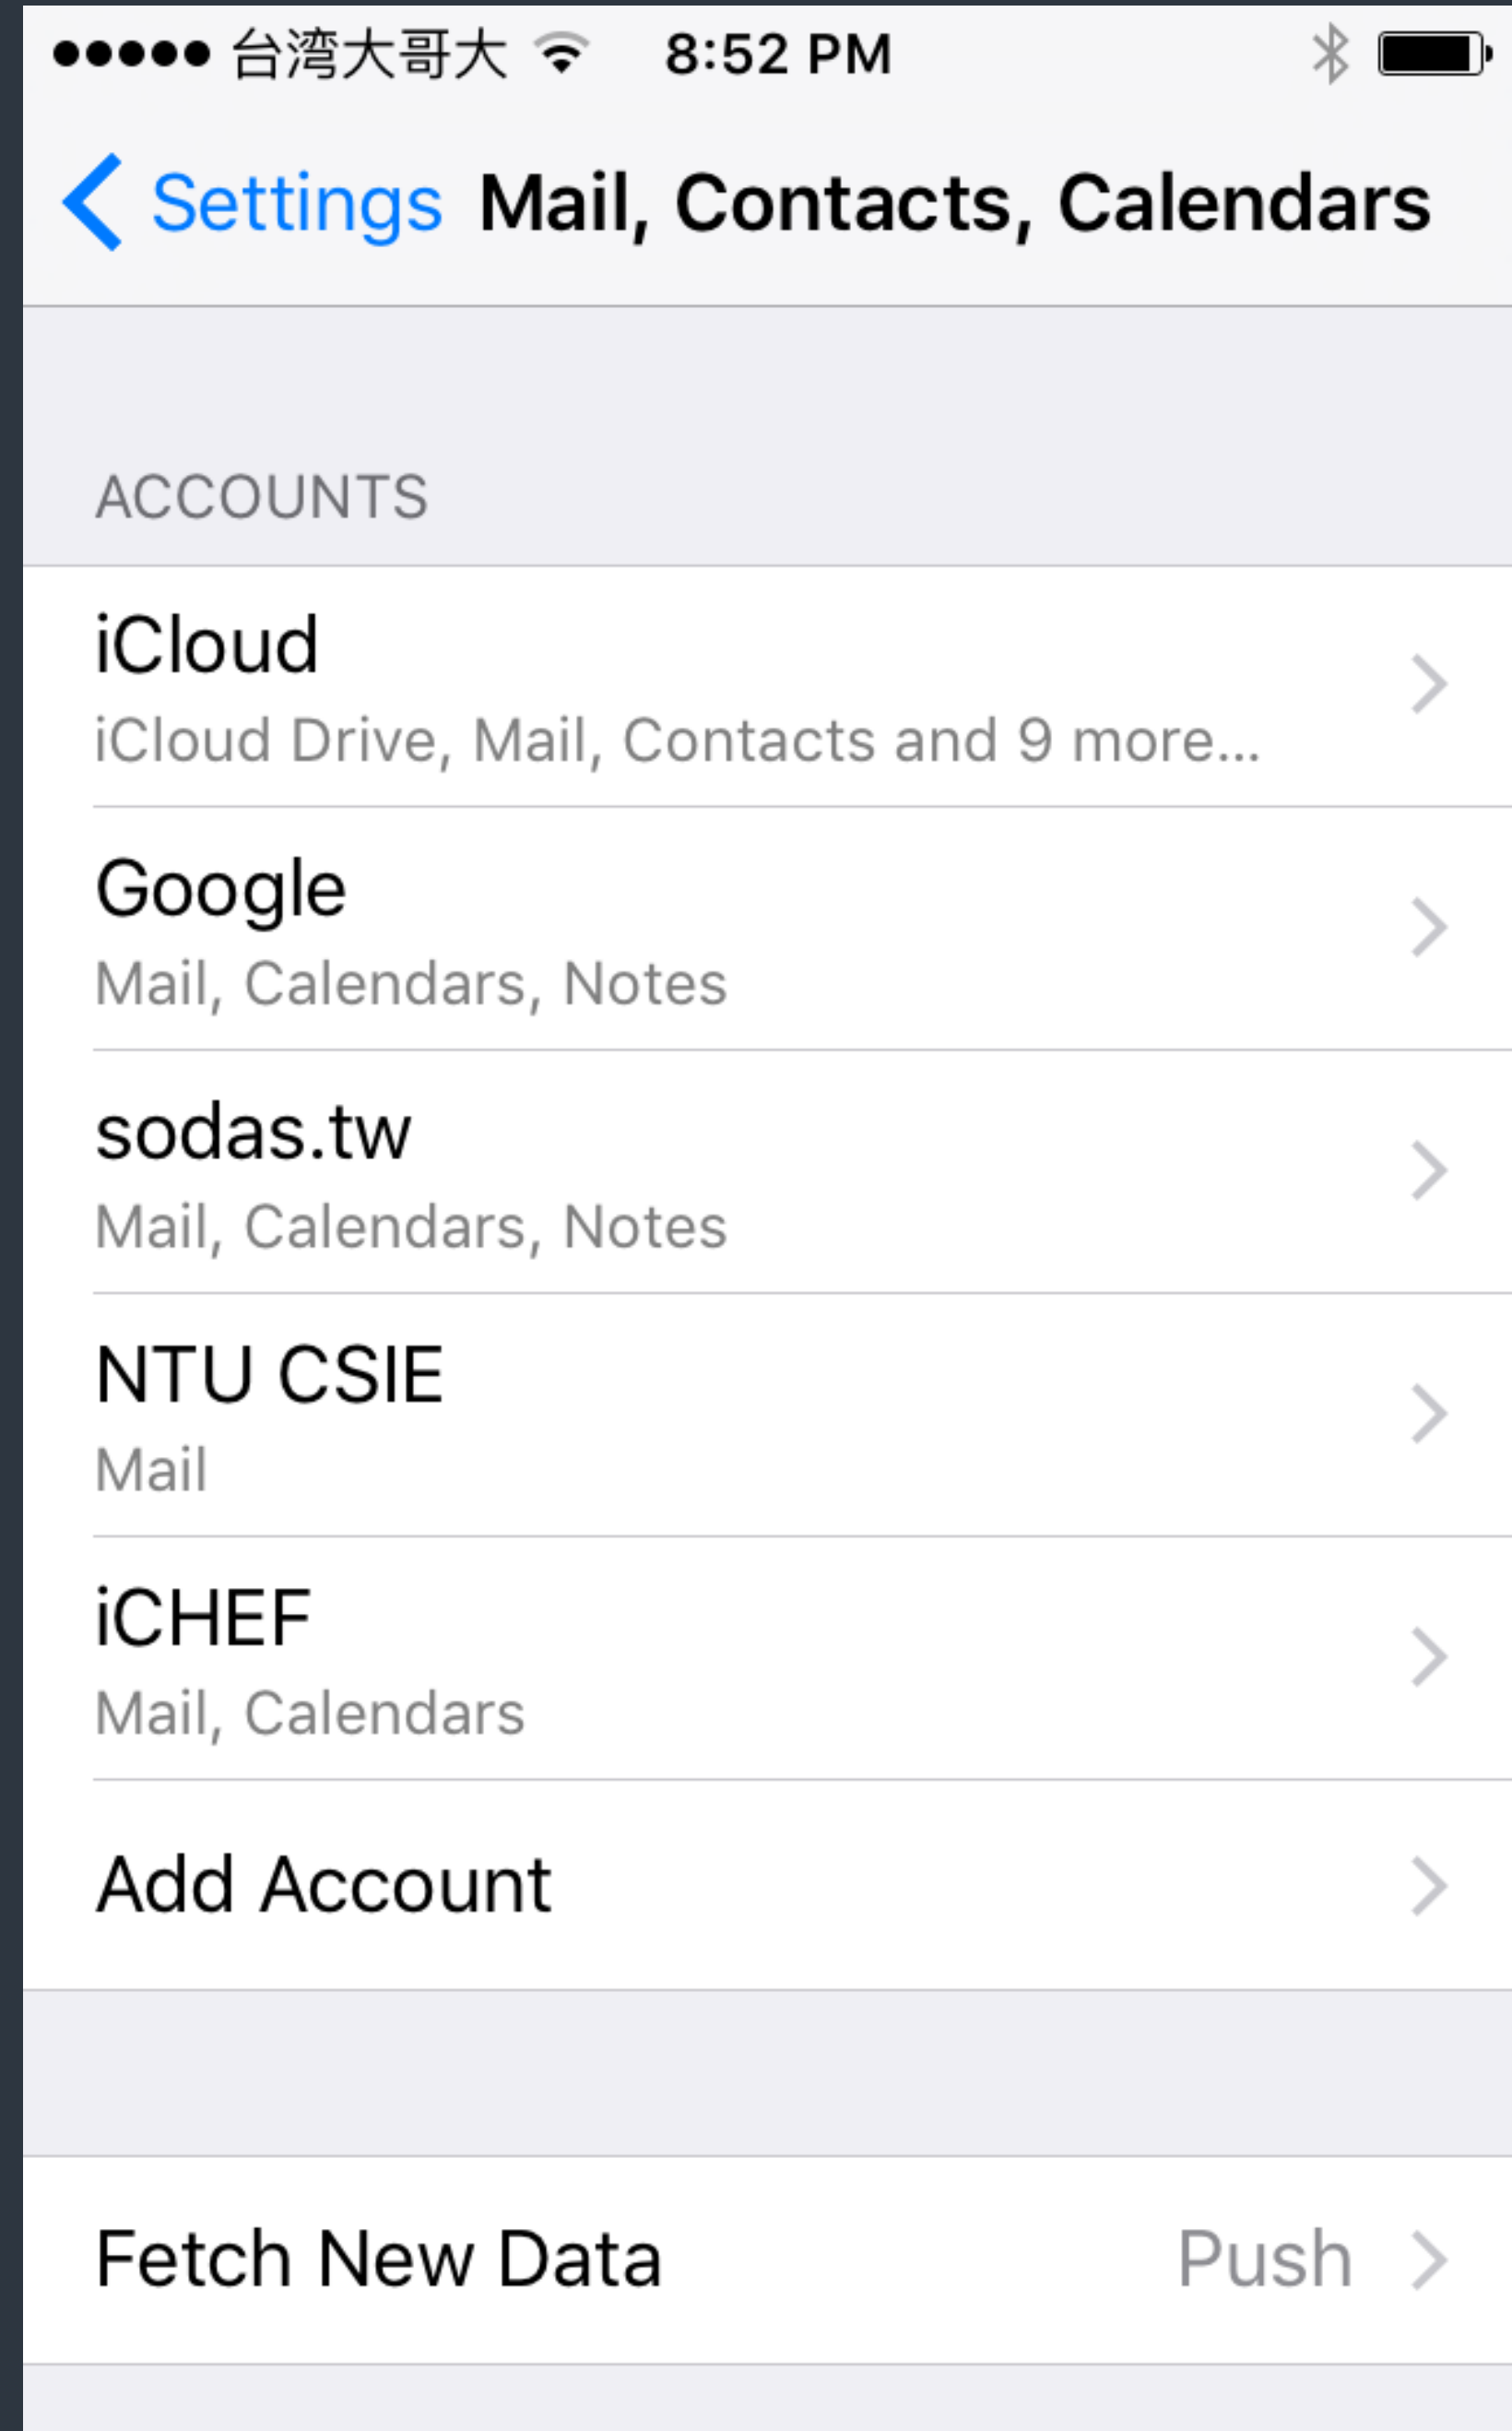 台湾大哥大 8:52 PM
Settings Mail, Contacts, Calendars
ACCOUNTS
iCloud
iCloud Drive, Mail, Contacts and 9 more...
Google
Mail, Calendars, Notes
sodas.tw
Mail, Calendars, Notes
NTU CSIE
Mail
iCHEF
Mail, Calendars
Add Account
Fetch New Data Push